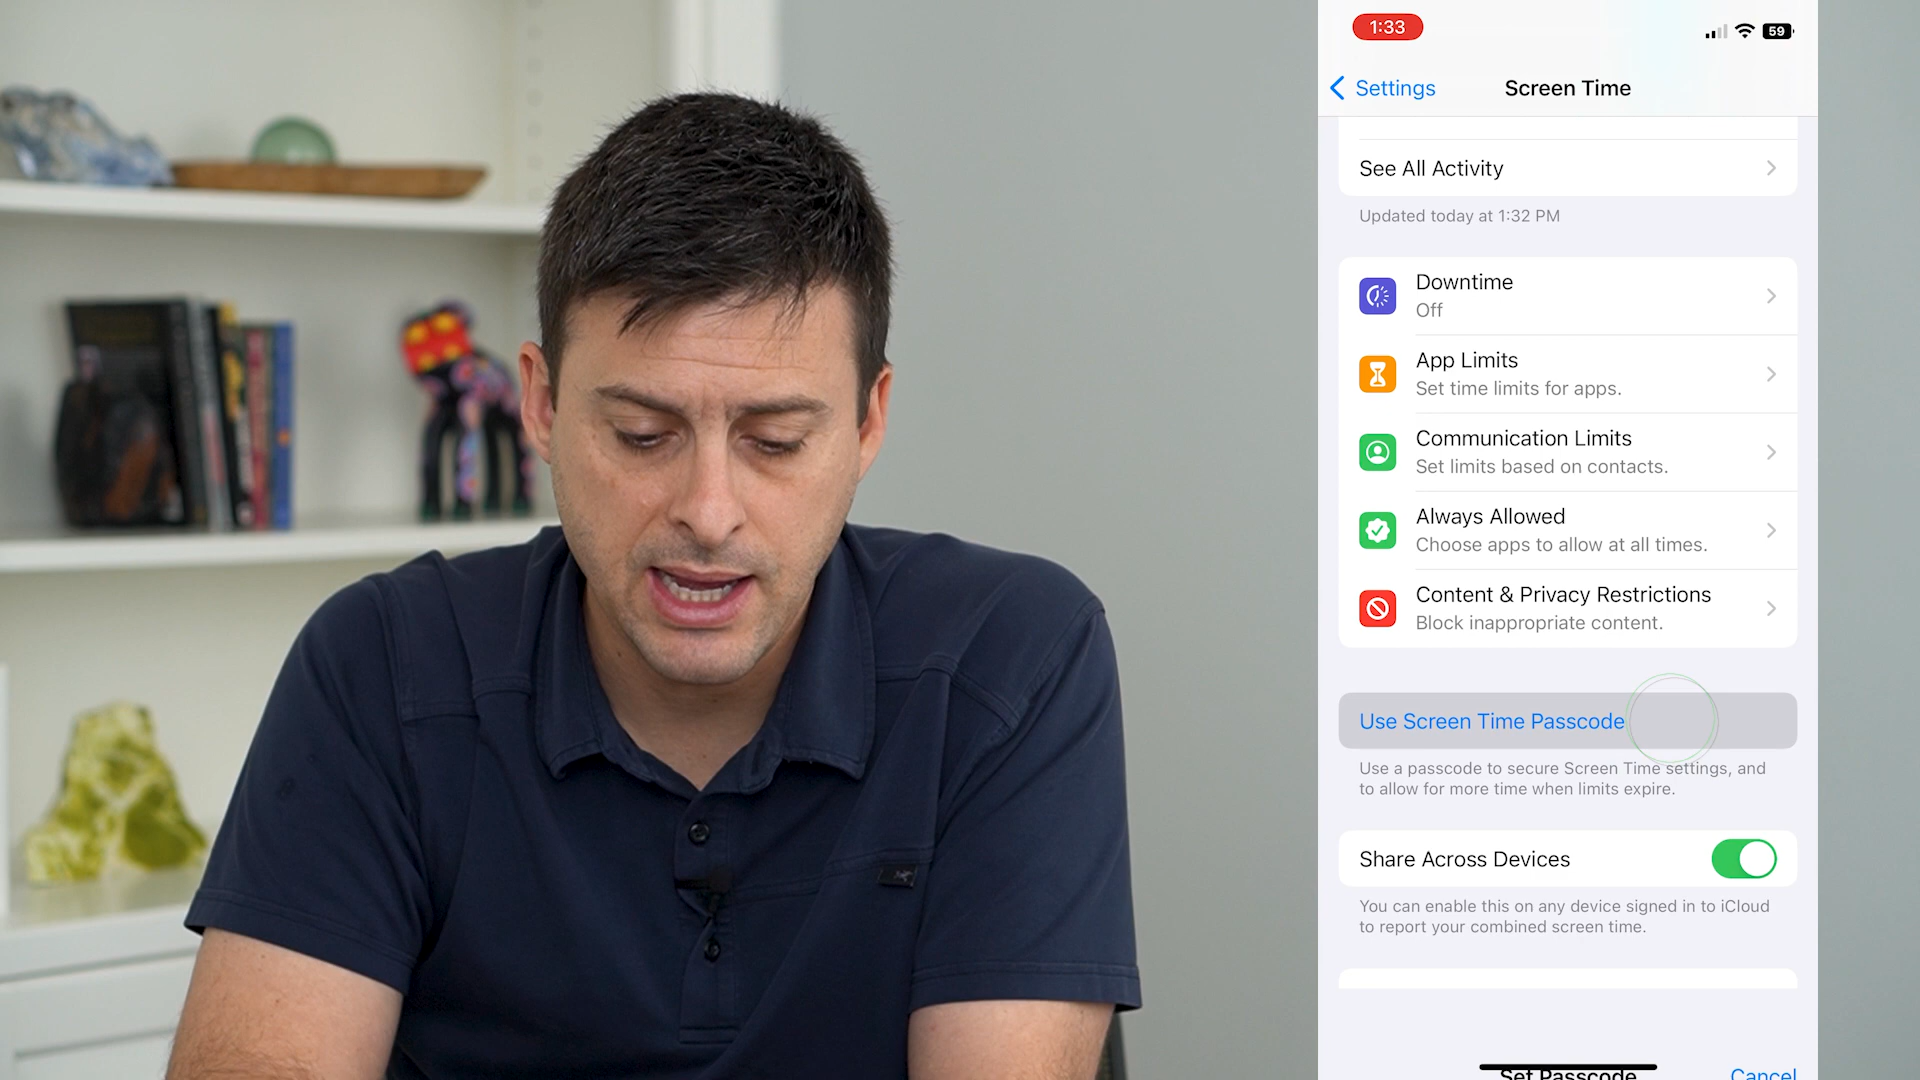 1:33
59
Settings
Screen Time
See All Activity
Updated today at 1:32 PM
Downtime
Off
App Limits
Set time limits for apps.
Communication Limits
Set limits based on contacts.
Always Allowed
Choose apps to allow at all times.
Content & Privacy Restrictions
Block inappropriate content.
Use Screen Time Passcode
Use a passcode to secure Screen Time settings, and
to allow for more time when limits expire.
Share Across Devices
You can enable this on any device signed in to iCloud
to report your combined screen time.
Set Passcode
Cancel